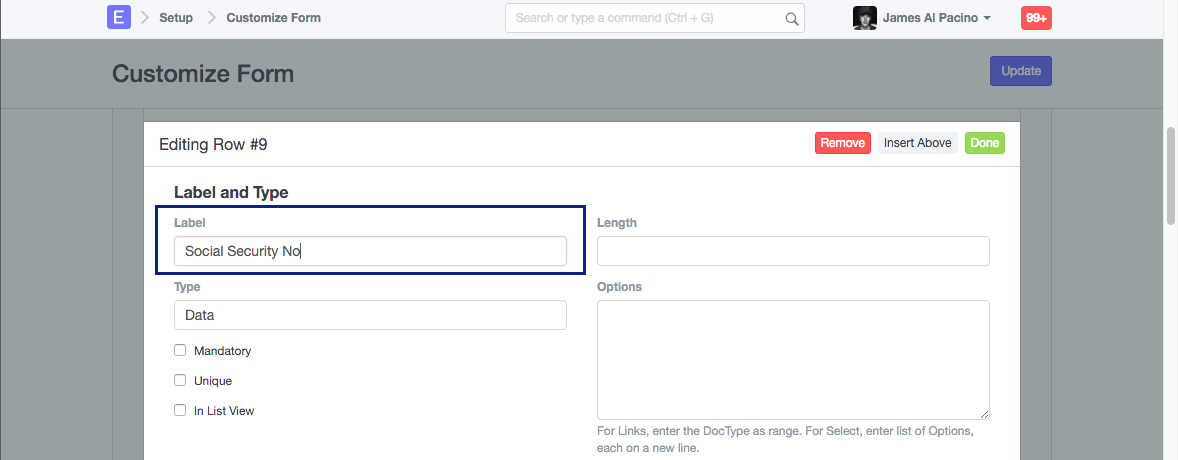 E Setup Customize Form Search or type a command (Ctrl + G) James Al Pacino 99+
Customize Form Update
Editing Row #9 Remove Insert Above Done
Label and Type
Label Length
Social Security No
Type Options
Data
Mandatory
Unique
In List View
For Links, enter the DocType as range. For Select, enter list of Options,
each on a new line.